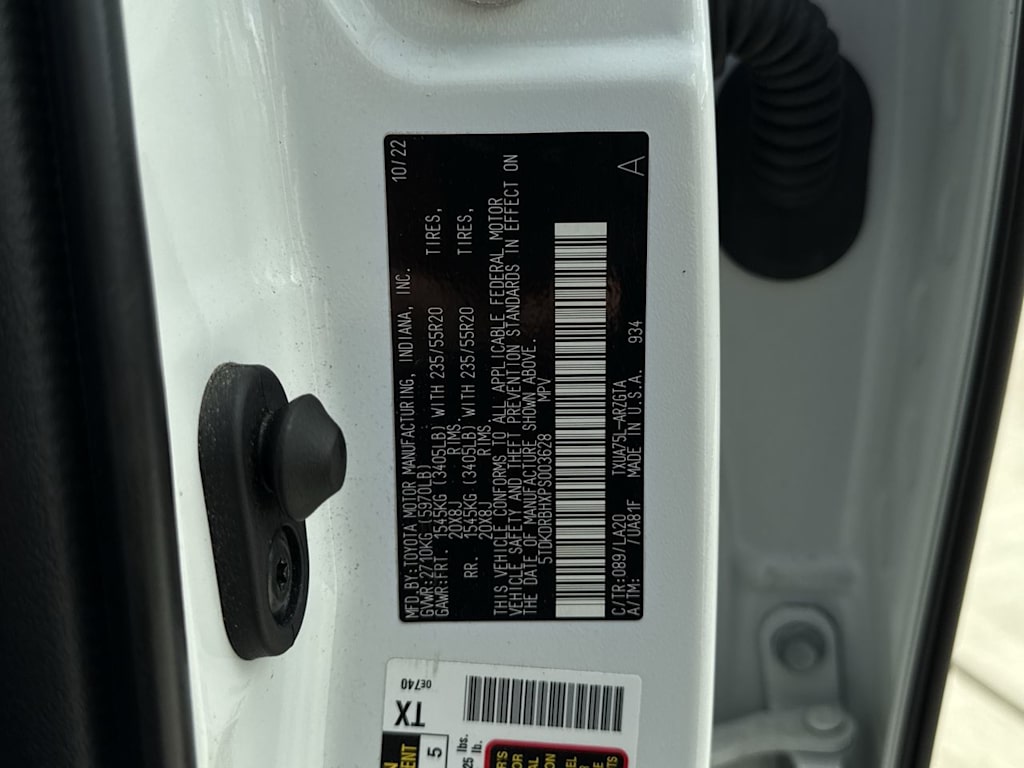 MFD.BY:TOYOTA MOTOR MANUFACTURING, INDIANA, INC. 10/22
GVWR:2710KG (5970LB)
GAWR:FRT. 1545KG (3405LB) WITH 235/55R20 TIRES,
20X8J RIMS,
RR. 1545KG (3405LB) WITH 235/55R20 TIRES,
20X8J RIMS
THIS VEHICLE CONFORMS TO ALL APPLICABLE FEDERAL MOTOR
VEHICLE SAFETY AND THEFT PREVENTION STANDARDS IN EFFECT ON
THE DATE OF MANUFACTURE SHOWN ABOVE.
5TDKDRBHXPS003628 MPV
C/TR:089/LA20 TXUA75L-ARZGTA
A/TM: 7UA81F MADE IN U.S.A. 934 A
0E740
TX
5